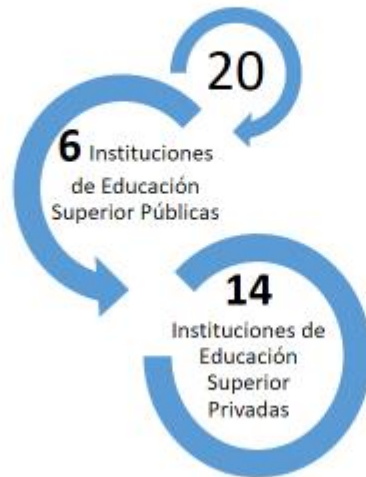 20
6 Instituciones
de Educación
Superior Públicas
14
Instituciones de
Educación
Superior
Privadas